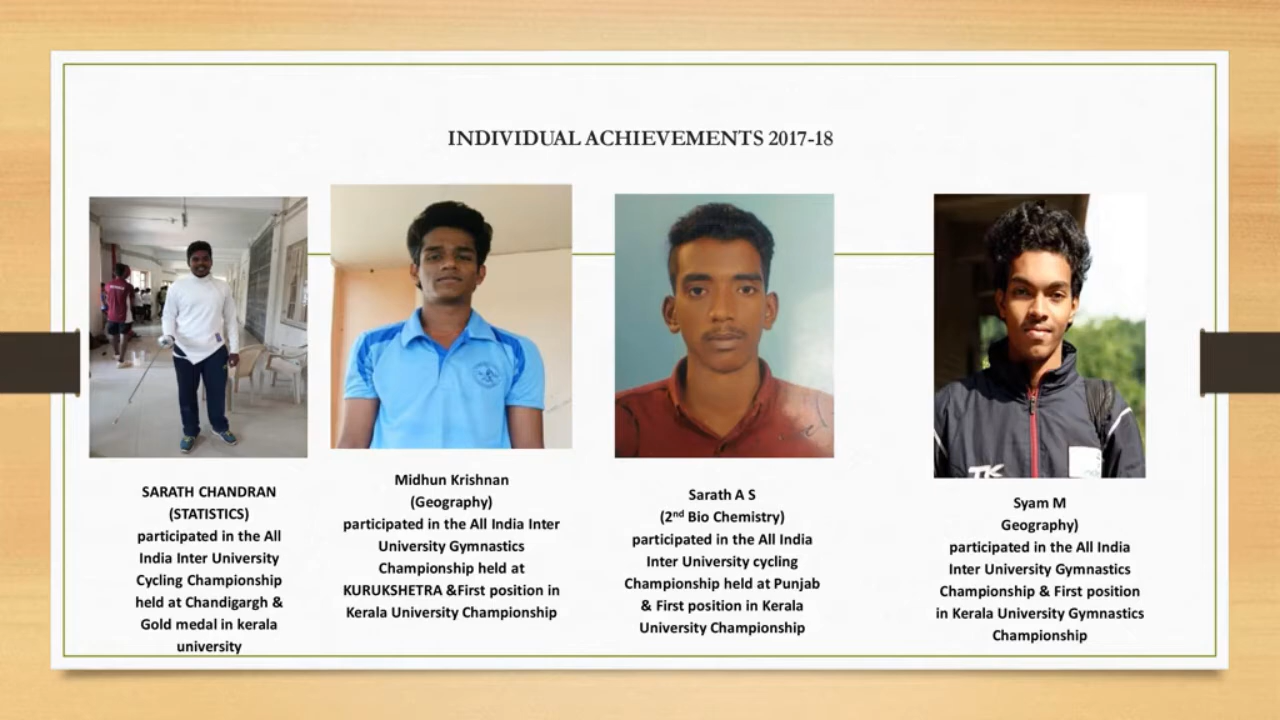 INDIVIDUAL ACHIEVEMENTS 2017-18
SARATH CHANDRAN
(STATISTICS)
participated in the All
India Inter University
Cycling Championship
held at Chandigargh &
Gold medal in kerala
university
Midhun Krishnan
(Geography)
participated in the All India Inter
University Gymnastics
Championship held at
KURUKSHETRA &First position in
Kerala University Championship
Sarath A S
(2nd Bio Chemistry)
participated in the All India
Inter University cycling
Championship held at Punjab
& First position in Kerala
University Championship
TK
Syam M
Geography)
participated in the All India
Inter University Gymnastics
Championship & First position
in Kerala University Gymnastics
Championship